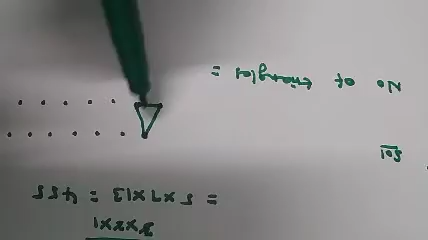 3×2×1
= 5×7×13 = 455
Sol
No of triangles =